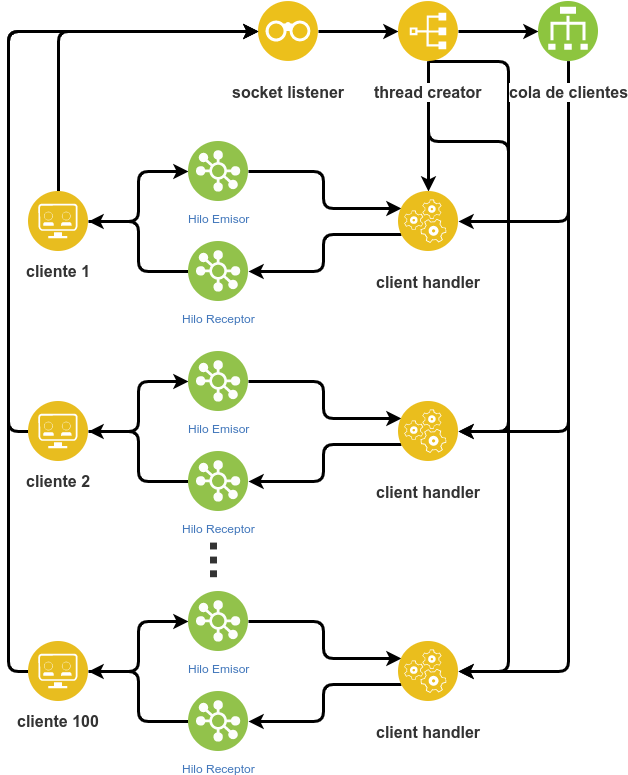 socket listener
thread creator
cola de clientes
Hilo Emisor
cliente 1
client handler
Hilo Receptor
Hilo Emisor
cliente 2
client handler
Hilo Receptor
Hilo Emisor
cliente 100
client handler
Hilo Receptor